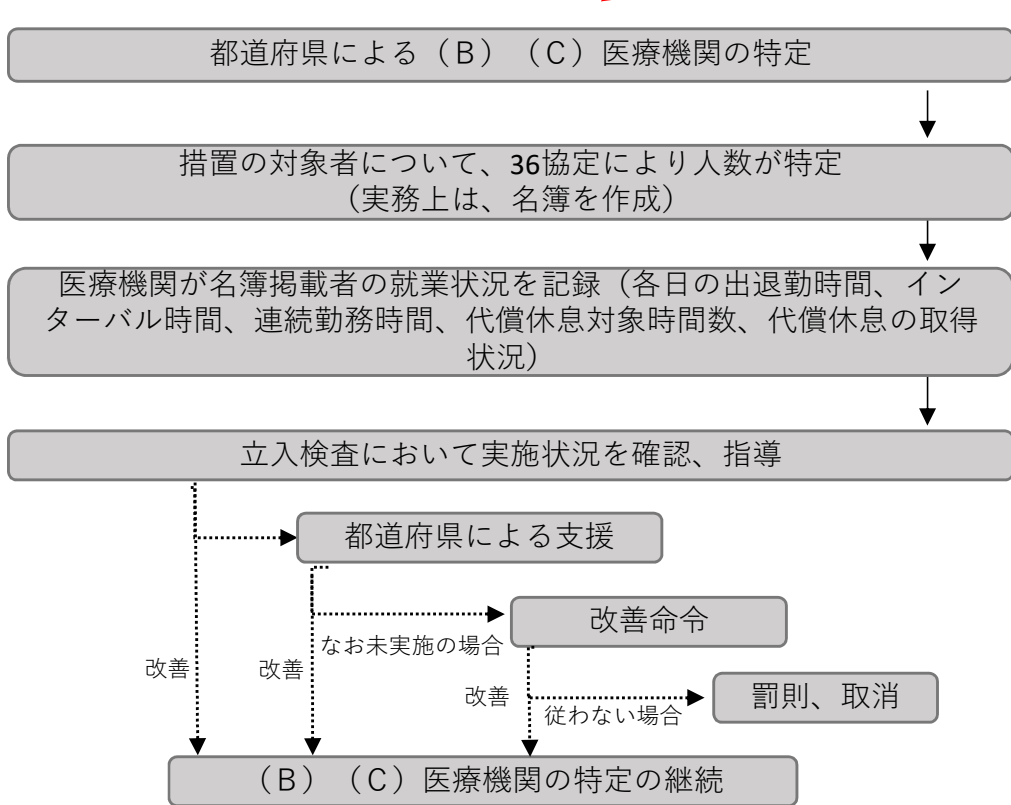 都道府県による（Ｂ）（Ｃ）医療機関の特定
措置の対象者について、36協定により人数が特定
（実務上は、名簿を作成）
医療機関が名簿掲載者の就業状況を記録（各日の出退勤時間、イン
ターバル時間、連続勤務時間、代償休息対象時間数、代償休息の取得
状況）
立入検査において実施状況を確認、指導
都道府県による支援
改善命令
なお未実施の場合
改善
改善
改善
罰則、取消
従わない場合
（Ｂ）（Ｃ）医療機関の特定の継続